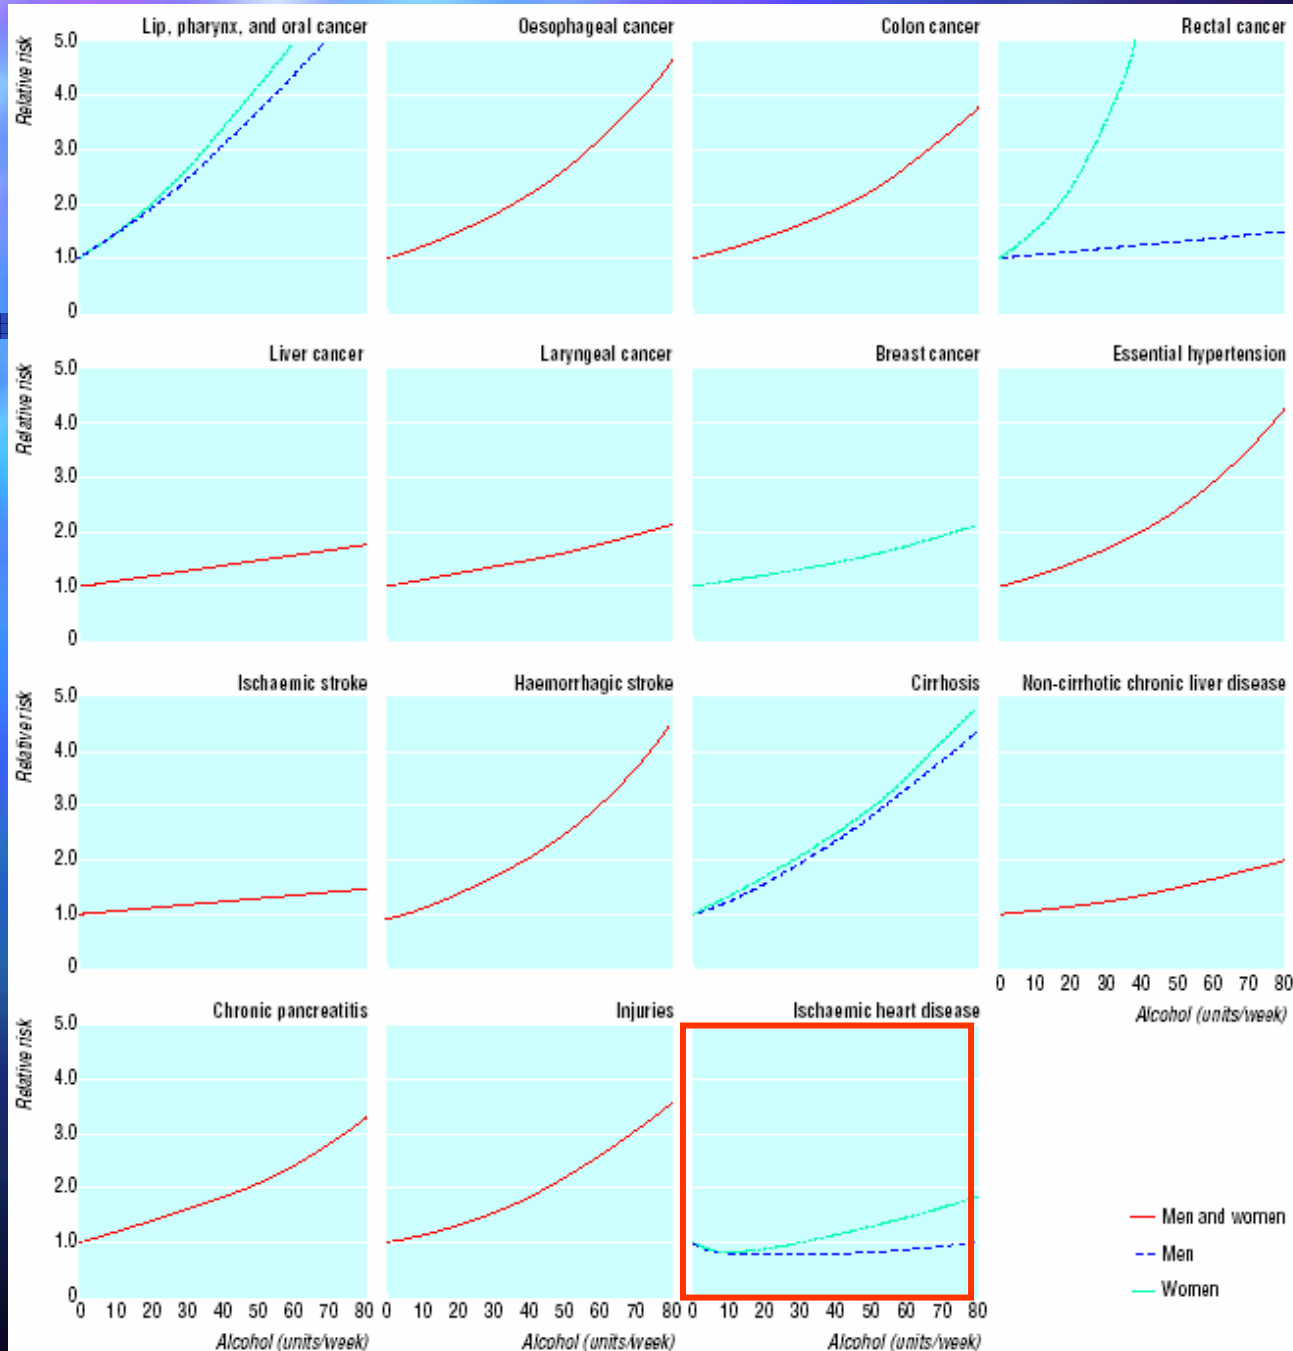 Lip, pharynx, and oral cancer
Oesophageal cancer
Colon cancer
Rectal cancer
Relative risk
5.0
4.0
3.0
2.0
1.0
0
Liver cancer
Laryngeal cancer
Breast cancer
Essential hypertension
Relative risk
5.0
4.0
3.0
2.0
1.0
0
Ischaemic stroke
Haemorrhagic stroke
Cirrhosis
Non-cirrhotic chronic liver disease
Relative risk
5.0
4.0
3.0
2.0
1.0
0
0 10 20 30 40 50 60 70 80
Alcohol (units/week)
Chronic pancreatitis
Injuries
Ischaemic heart disease
Relative risk
5.0
4.0
3.0
2.0
1.0
0
0 10 20 30 40 50 60 70 80
Alcohol (units/week)
0 10 20 30 40 50 60 70 80
Alcohol (units/week)
0 10 20 30 40 50 60 70 80
Alcohol (units/week)
Men and women
Men
Women